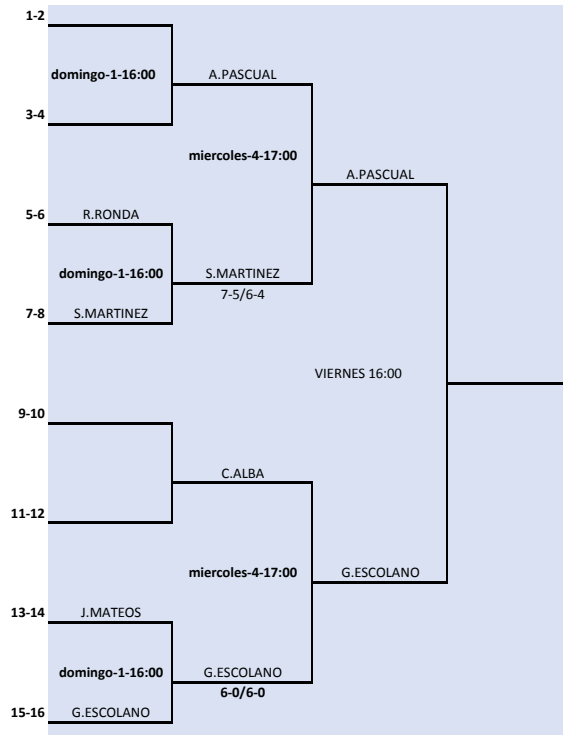 1-2
domingo-1-16:00
A.PASCUAL
3-4
miercoles-4-17:00
A.PASCUAL
5-6
R.RONDA
domingo-1-16:00
S.MARTINEZ
7-5/6-4
7-8
S.MARTINEZ
VIERNES 16:00
9-10
C.ALBA
11-12
miercoles-4-17:00
G.ESCOLANO
13-14
J.MATEOS
domingo-1-16:00
G.ESCOLANO
6-0/6-0
15-16
G.ESCOLANO